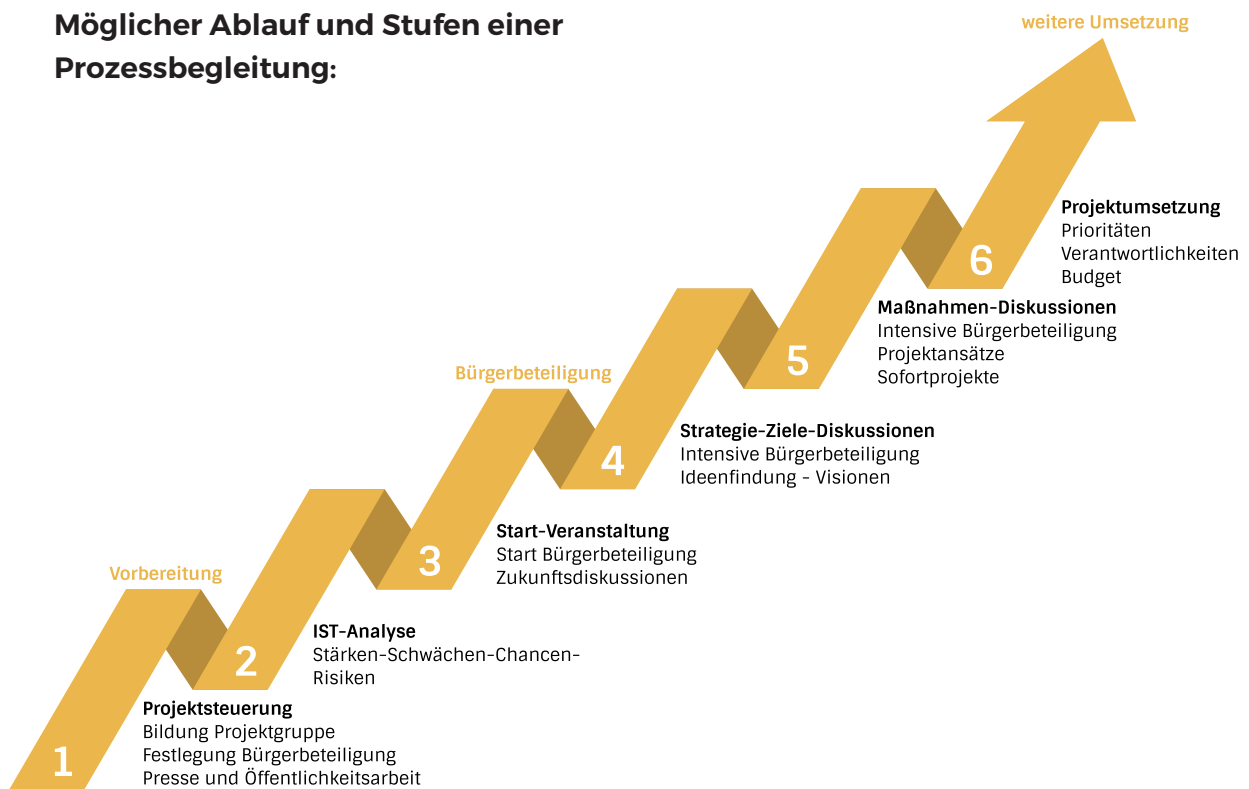 Möglicher Ablauf und Stufen einer
Prozessbegleitung:
weitere Umsetzung
6
Projektumsetzung
Prioritäten
Verantwortlichkeiten
Budget
5
Maßnahmen-Diskussionen
Intensive Bürgerbeteiligung
Projektansätze
Sofortprojekte
Bürgerbeteiligung
4
Strategie-Ziele-Diskussionen
Intensive Bürgerbeteiligung
Ideenfindung - Visionen
3
Start-Veranstaltung
Start Bürgerbeteiligung
Zukunftsdiskussionen
Vorbereitung
2
IST-Analyse
Stärken-Schwächen-Chancen-
Risiken
1
Projektsteuerung
Bildung Projektgruppe
Festlegung Bürgerbeteiligung
Presse und Öffentlichkeitsarbeit